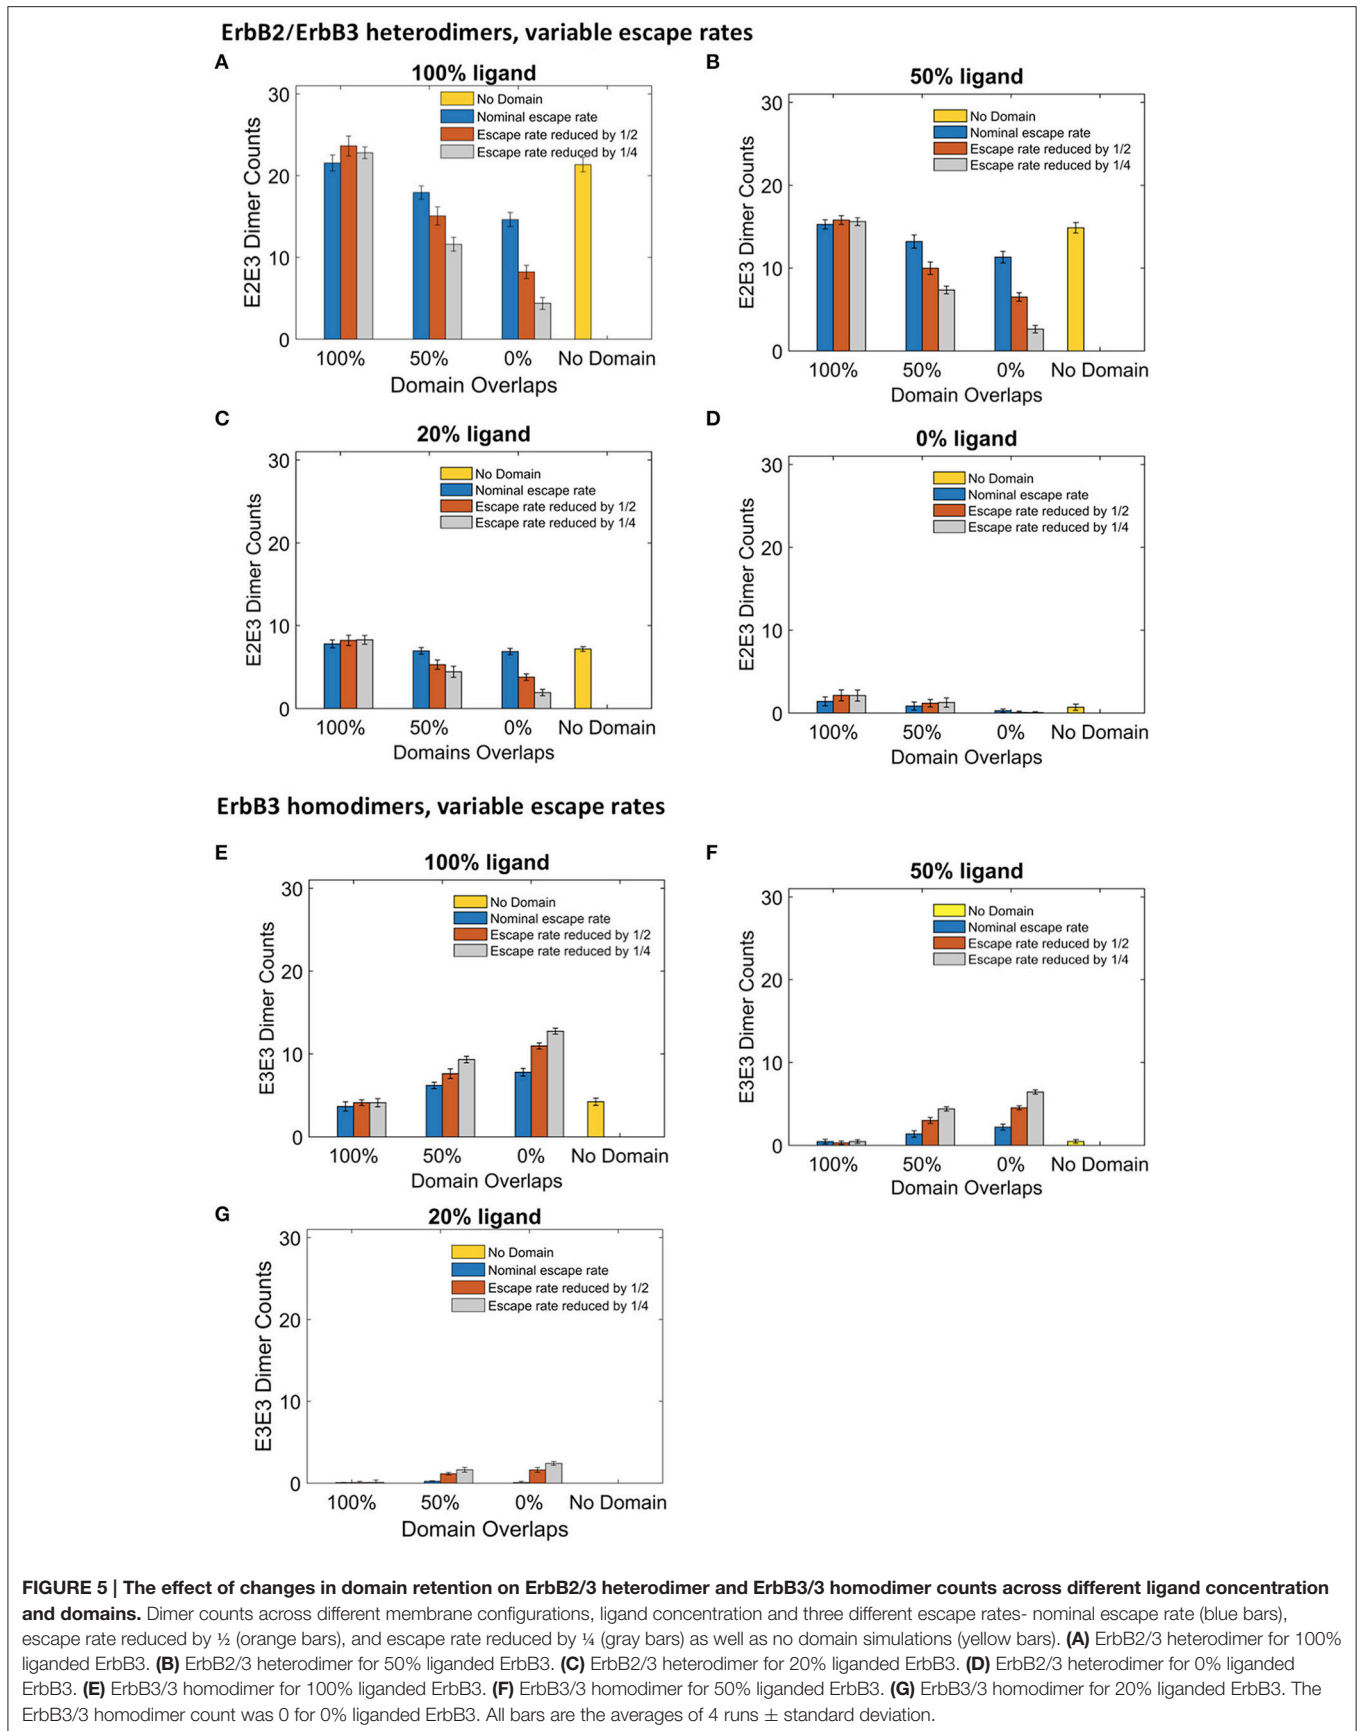 ErbB2/ErbB3 heterodimers, variable escape rates
A
100% ligand
30
20
10
0
E2E3 Dimer Counts
No Domain
Nominal escape rate
Escape rate reduced by 1/2
Escape rate reduced by 1/4
100% 50% 0% No Domain
Domain Overlaps
B
50% ligand
30
20
10
0
E2E3 Dimer Counts
No Domain
Nominal escape rate
Escape rate reduced by 1/2
Escape rate reduced by 1/4
100% 50% 0% No Domain
Domain Overlaps
C
20% ligand
30
20
10
0
E2E3 Dimer Counts
No Domain
Nominal escape rate
Escape rate reduced by 1/2
Escape rate reduced by 1/4
100% 50% 0% No Domain
Domains Overlaps
D
0% ligand
30
20
10
0
E2E3 Dimer Counts
No Domain
Nominal escape rate
Escape rate reduced by 1/2
Escape rate reduced by 1/4
100% 50% 0% No Domain
Domain Overlaps
ErbB3 homodimers, variable escape rates
E
100% ligand
30
20
10
0
E3E3 Dimer Counts
No Domain
Nominal escape rate
Escape rate reduced by 1/2
Escape rate reduced by 1/4
100% 50% 0% No Domain
Domain Overlaps
F
50% ligand
30
20
10
0
E3E3 Dimer Counts
No Domain
Nominal escape rate
Escape rate reduced by 1/2
Escape rate reduced by 1/4
100% 50% 0% No Domain
Domain Overlaps
G
20% ligand
30
20
10
0
E3E3 Dimer Counts
No Domain
Nominal escape rate
Escape rate reduced by 1/2
Escape rate reduced by 1/4
100% 50% 0% No Domain
Domain Overlaps
FIGURE 5 | The effect of changes in domain retention on ErbB2/3 heterodimer and ErbB3/3 homodimer counts across different ligand concentration
and domains. Dimer counts across different membrane configurations, ligand concentration and three different escape rates- nominal escape rate (blue bars),
escape rate reduced by ½ (orange bars), and escape rate reduced by ¼ (gray bars) as well as no domain simulations (yellow bars). (A) ErbB2/3 heterodimer for 100%
liganded ErbB3. (B) ErbB2/3 heterodimer for 50% liganded ErbB3. (C) ErbB2/3 heterodimer for 20% liganded ErbB3. (D) ErbB2/3 heterodimer for 0% liganded
ErbB3. (E) ErbB3/3 homodimer for 100% liganded ErbB3. (F) ErbB3/3 homodimer for 50% liganded ErbB3. (G) ErbB3/3 homodimer for 20% liganded ErbB3. The
ErbB3/3 homodimer count was 0 for 0% liganded ErbB3. All bars are the averages of 4 runs ± standard deviation.